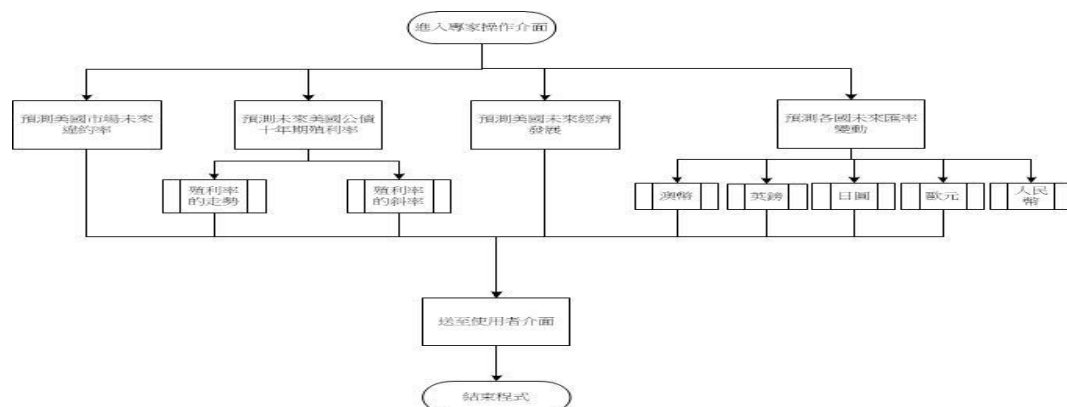 進入專家操作介面
預測美國市場未來
違約率
預測未來美國公債
十年期殖利率
預測美國未來經濟
發展
預測各國未來匯率
變動
殖利率
的走勢
殖利率
的斜率
澳幣
英鎊
日圓
歐元
人民
幣
送至使用者介面
結束程式